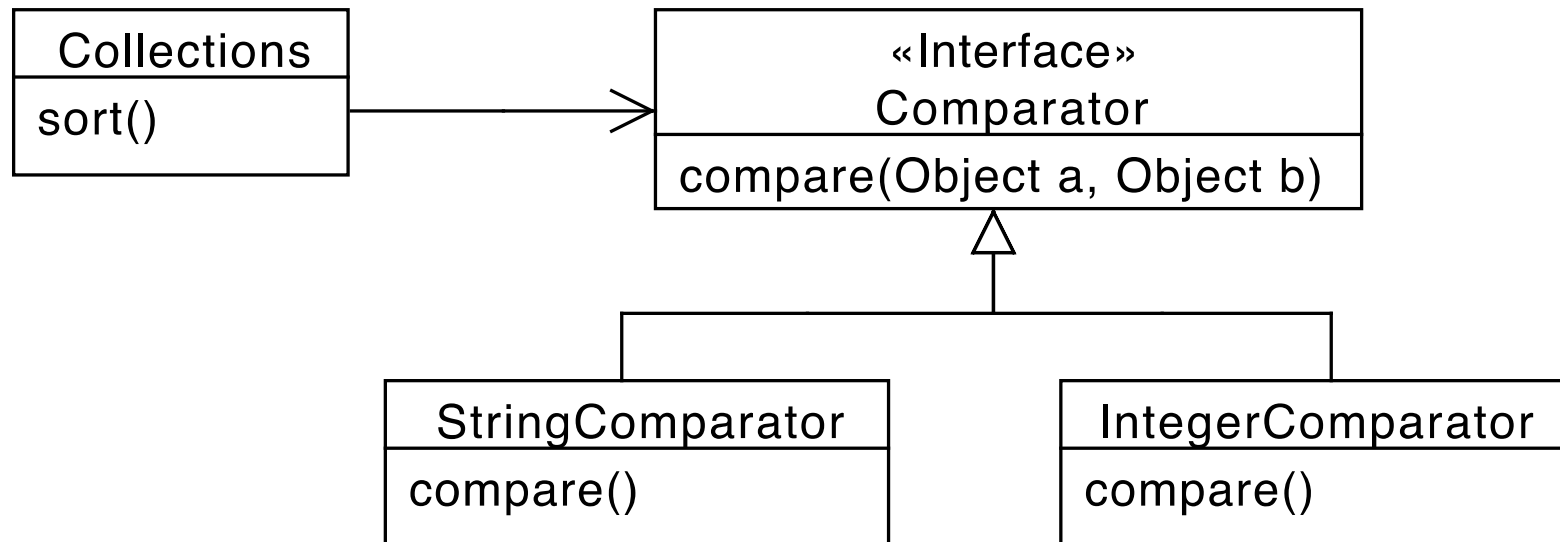 Collections
sort()
«Interface»
Comparator
compare(Object a, Object b)
StringComparator
compare()
IntegerComparator
compare()